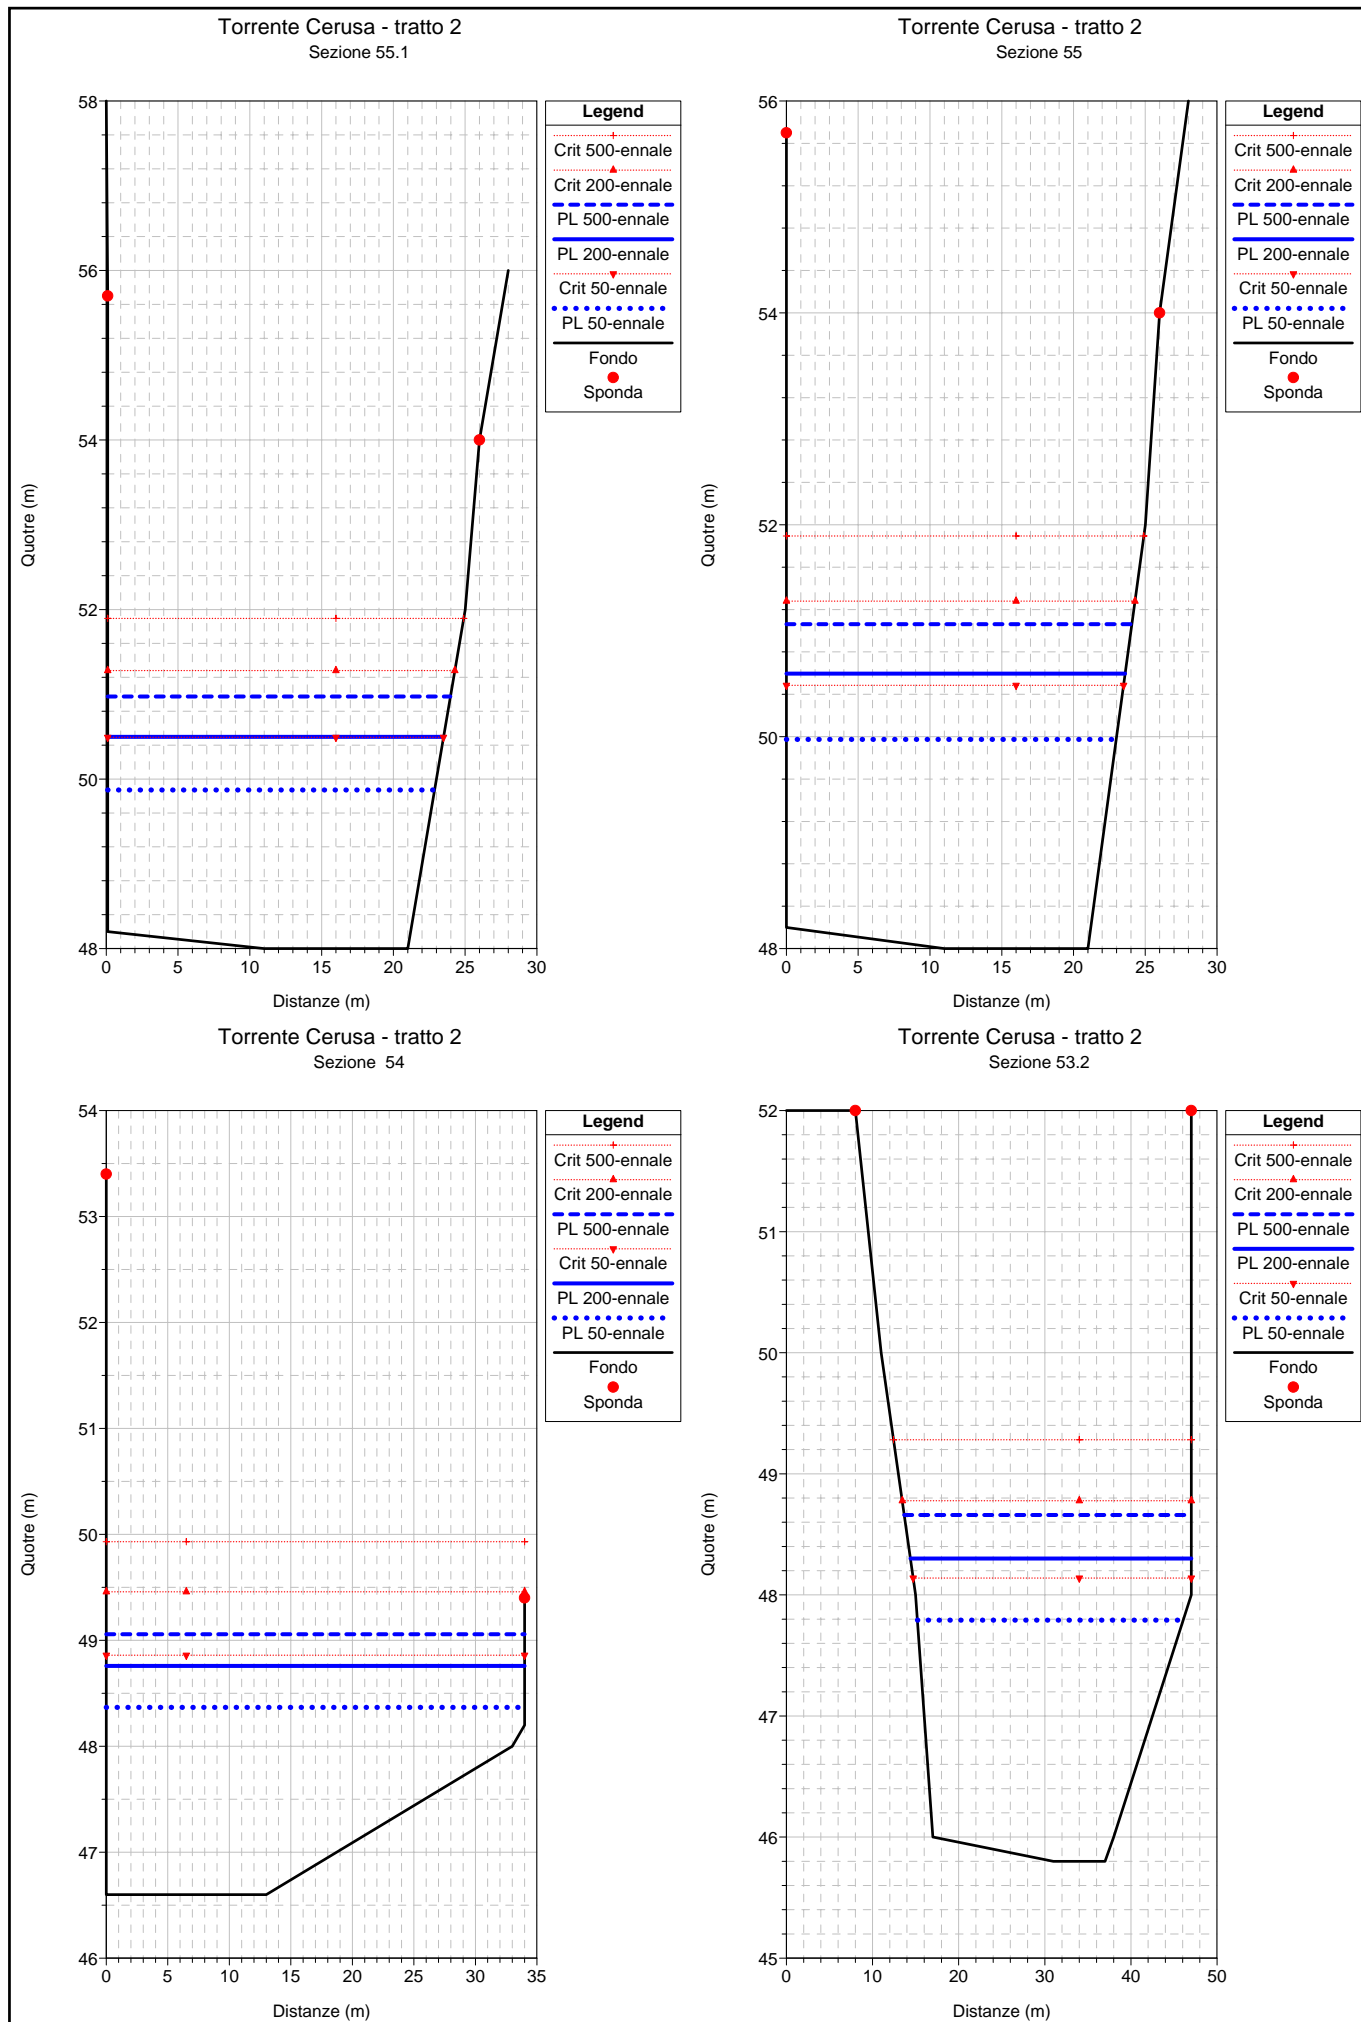 Torrente Cerusa - tratto 2
Sezione 55.1
58
56
54
52
50
48
Quotre (m)
0 5 10 15 20 25 30
Distanze (m)
Legend
Crit 500-ennale
Crit 200-ennale
PL 500-ennale
PL 200-ennale
Crit 50-ennale
PL 50-ennale
Fondo
Sponda
Torrente Cerusa - tratto 2
Sezione 55
56
54
52
50
48
Quotre (m)
0 5 10 15 20 25 30
Distanze (m)
Legend
Crit 500-ennale
Crit 200-ennale
PL 500-ennale
PL 200-ennale
Crit 50-ennale
PL 50-ennale
Fondo
Sponda
Torrente Cerusa - tratto 2
Sezione 54
54
53
52
51
50
49
48
47
46
Quotre (m)
0 5 10 15 20 25 30 35
Distanze (m)
Legend
Crit 500-ennale
Crit 200-ennale
PL 500-ennale
Crit 50-ennale
PL 200-ennale
PL 50-ennale
Fondo
Sponda
Torrente Cerusa - tratto 2
Sezione 53.2
52
51
50
49
48
47
46
45
Quotre (m)
0 10 20 30 40 50
Distanze (m)
Legend
Crit 500-ennale
Crit 200-ennale
PL 500-ennale
PL 200-ennale
Crit 50-ennale
PL 50-ennale
Fondo
Sponda